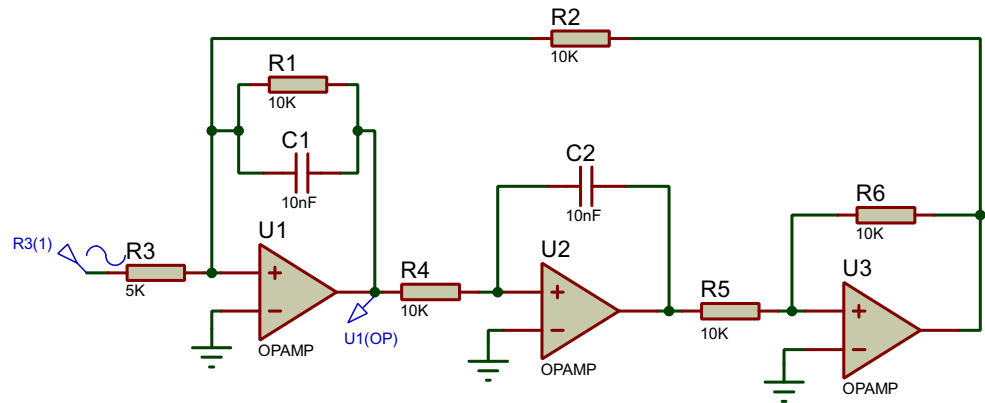 R2
10K
R1
10K
C1
10nF
C2
10nF
R6
10K
R3(1)
R3
5K
U1
+
−
OPAMP
R4
10K
U1(OP)
U2
+
−
OPAMP
R5
10K
U3
+
−
OPAMP